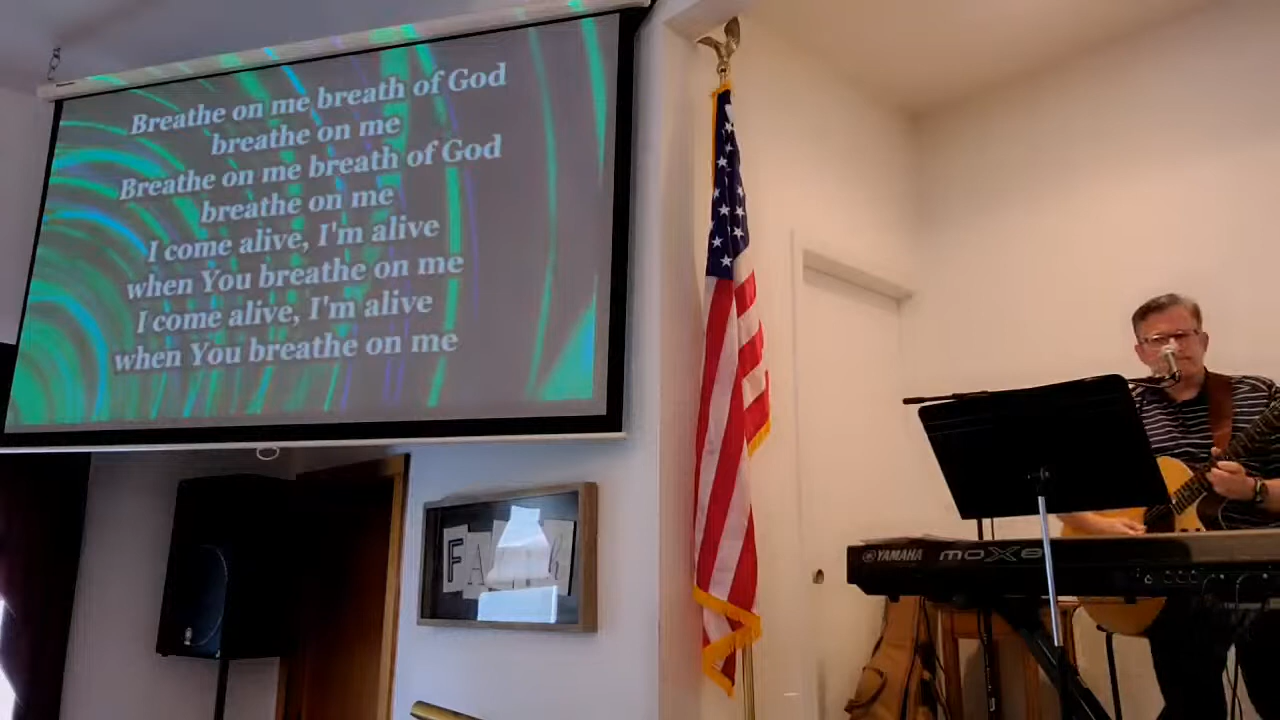 Breathe on me breath of God
breathe on me
Breathe on me breath of God
breathe on me
I come alive, I'm alive
when You breathe on me
I come alive, I'm alive
when You breathe on me
YAMAHA MOX8